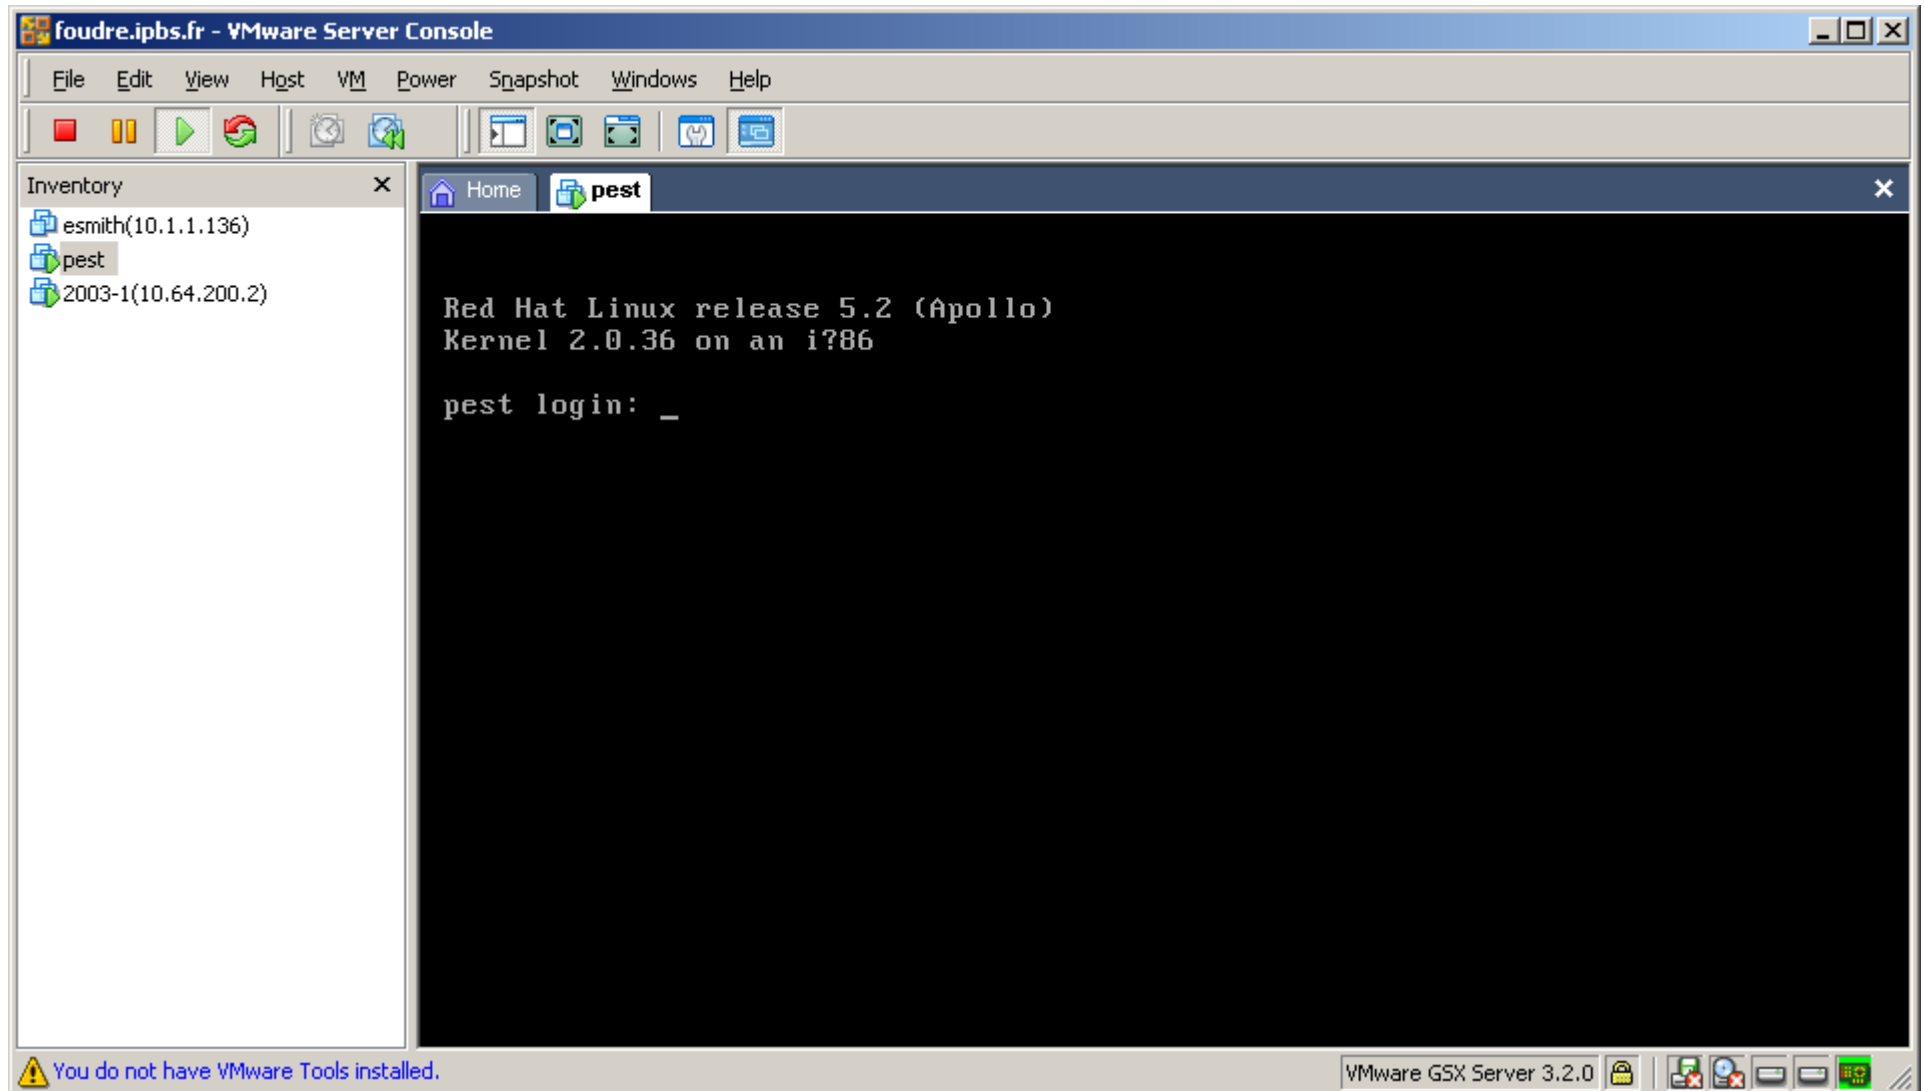 foudre.ipbs.fr - VMware Server Console
File Edit View Host VM Power Snapshot Windows Help
Inventory
esmith(10.1.1.136)
pest
2003-1(10.64.200.2)
Home pest
Red Hat Linux release 5.2 (Apollo)
Kernel 2.0.36 on an i?86
pest login: _
You do not have VMware Tools installed.
VMware GSX Server 3.2.0